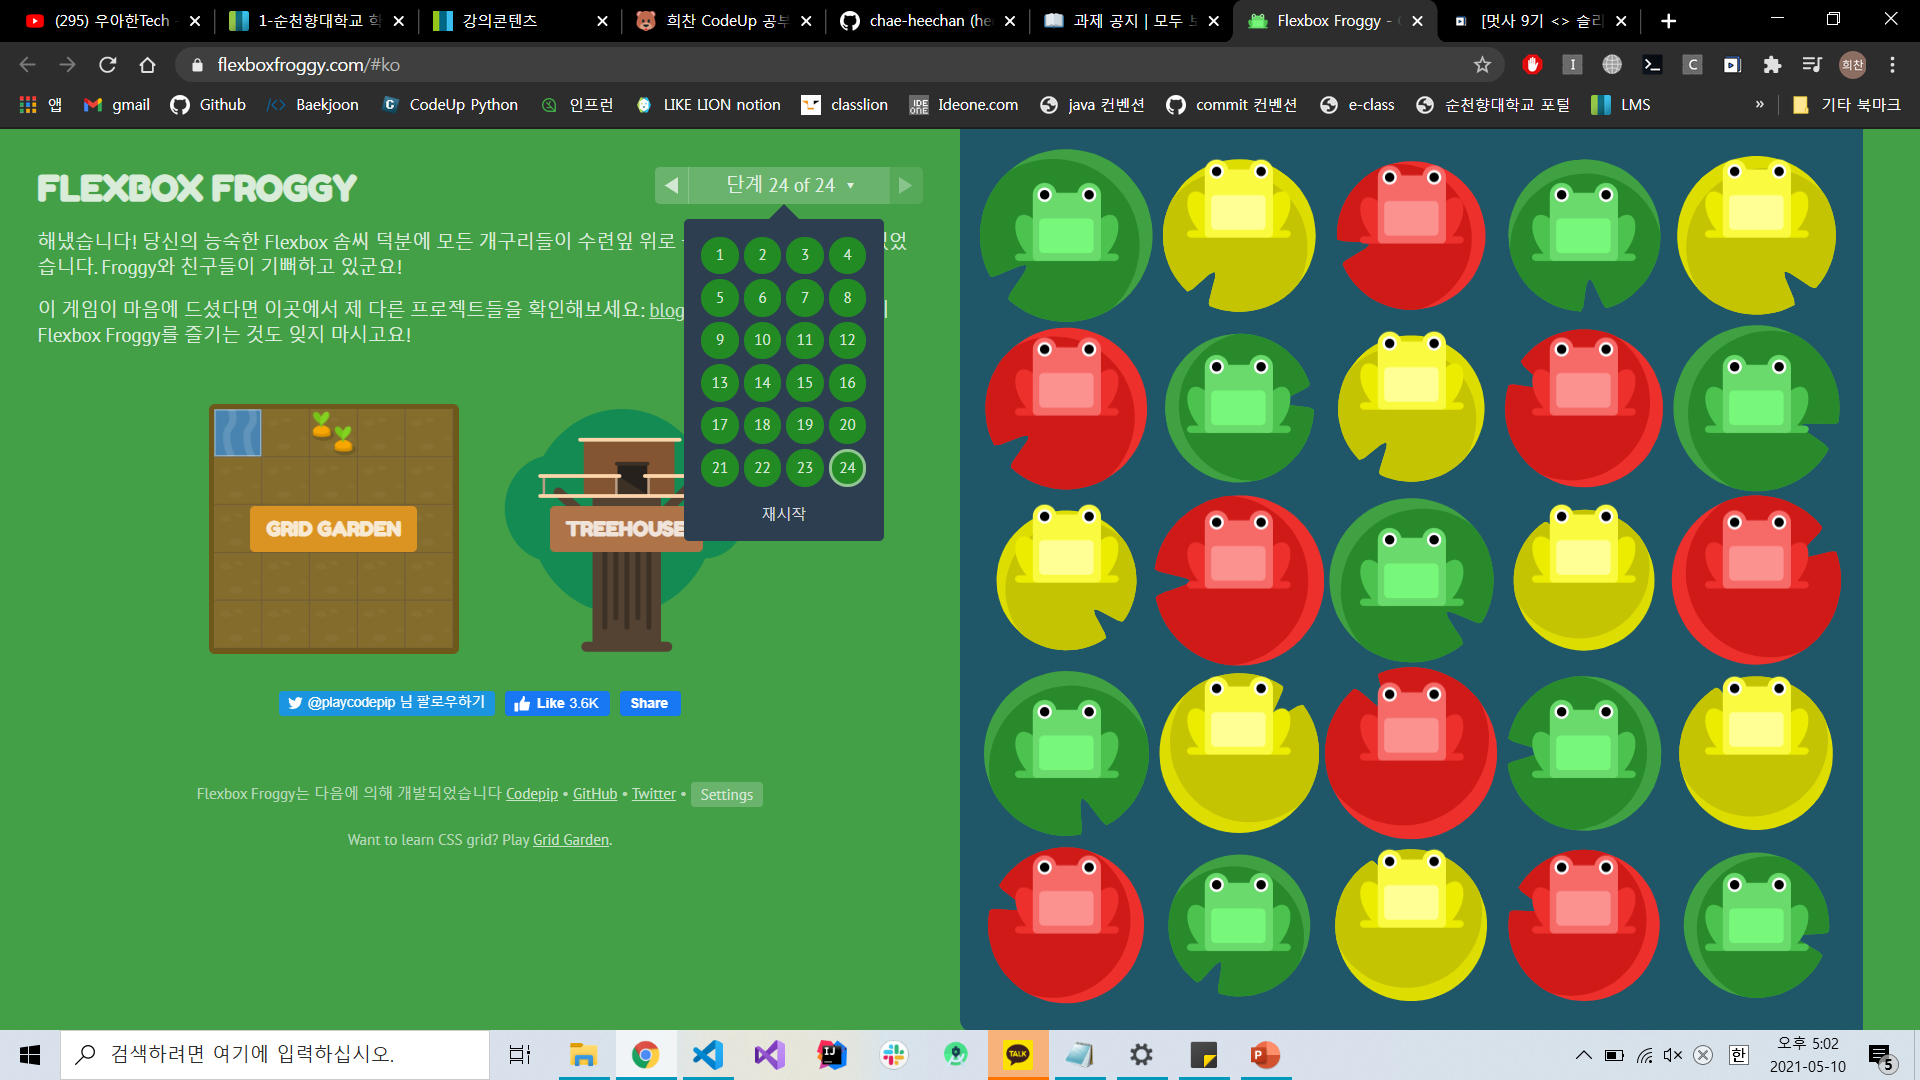 (295) 우아한Tech
1-순천향대학교 학
강의콘텐츠
희찬 CodeUp 공부
chae-heechan (he
과제 공지 | 모두 보
Flexbox Froggy -
[멋사 9기 <> 슬리
flexboxfroggy.com/#ko
희찬
앱
gmail
Github
Baekjoon
CodeUp Python
인프런
LIKE LION notion
classlion
Ideone.com
java 컨벤션
commit 컨벤션
e-class
순천향대학교 포털
LMS
»
기타 북마크
FLEXBOX FROGGY
단계 24 of 24
해냈습니다! 당신의 능숙한 Flexbox 솜씨 덕분에 모든 개구리들이 수련잎 위로
있었
습니다. Froggy와 친구들이 기뻐하고 있군요!
이 게임이 마음에 드셨다면 이곳에서 제 다른 프로젝트들을 확인해보세요: blog
Flexbox Froggy를 즐기는 것도 잊지 마시고요!
1 2 3 4
5 6 7 8
9 10 11 12
13 14 15 16
17 18 19 20
21 22 23 24
재시작
GRID GARDEN
TREEHOUSE
@playcodepip 님 팔로우하기
Like 3.6K
Share
Flexbox Froggy는 다음에 의해 개발되었습니다 Codepip • GitHub • Twitter • Settings
Want to learn CSS grid? Play Grid Garden.
검색하려면 여기에 입력하십시오.
TALK
한
오후 5:02
2021-05-10
5